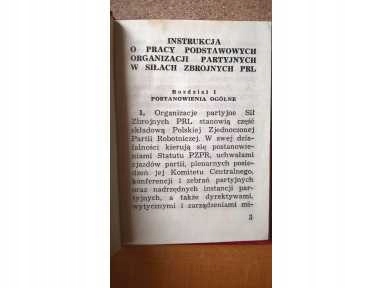 INSTRUKCJA
O PRACY PODSTAWOWYCH
ORGANIZACJI PARTYJNYCH
W SIŁACH ZBROJNYCH PRL
Rozdział I
POSTANOWIENIA OGÓLNE
1. Organizacje partyjne Sił
Zbrojnych PRL stanowią część
składową Polskiej Zjednoczonej
Partii Robotniczej. W swej dzia-
łalności kierują się postanowie-
niami Statutu PZPR, uchwałami
zjazdów partii, plenarnych posie-
dzeń jej Komitetu Centralnego,
konferencji i zebrań partyjnych
oraz nadrzędnych instancji par-
tyjnych, a także dyrektywami,
wytycznymi i zarządzeniami mi-
3